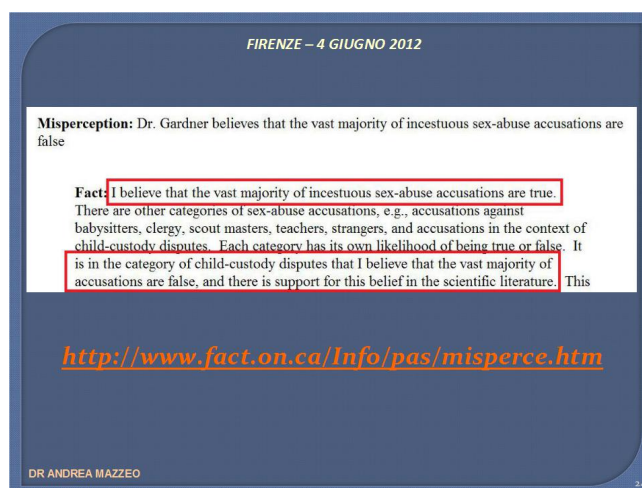 FIRENZE – 4 GIUGNO 2012
Misperception: Dr. Gardner believes that the vast majority of incestuous sex-abuse accusations are
false
Fact: I believe that the vast majority of incestuous sex-abuse accusations are true.
There are other categories of sex-abuse accusations, e.g., accusations against
babysitters, clergy, scout masters, teachers, strangers, and accusations in the context of
child-custody disputes. Each category has its own likelihood of being true or false. It
is in the category of child-custody disputes that I believe that the vast majority of
accusations are false, and there is support for this belief in the scientific literature. This
http://www.fact.on.ca/Info/pas/misperce.htm
DR ANDREA MAZZEO